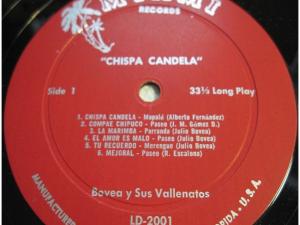 RECORDS
"CHISPA CANDELA"
Side 1
33⅓ Long Play
1. CHISPA CANDELA - Mapalé (Alberto Fernández)
2. COMPAE CHIPUCO - Paseo (J. M. Gómez D.)
3. LA MARIMBA - Parranda (Julio Bovea)
4. EL AMOR ES MALO - Paseo (Julio Bovea)
5. TU RECUERDO - Merengue (Julio Bovea)
6. MEJORAL - Paseo (R. Escalona)
Bovea y Sus Vallenatos
LD-2001
MANUFACTURED
U.S.A.